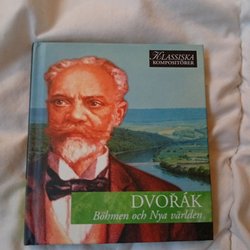 KLASSISKA
KOMPOSITÖRER
DVOŘÁK
Böhmen och Nya världen